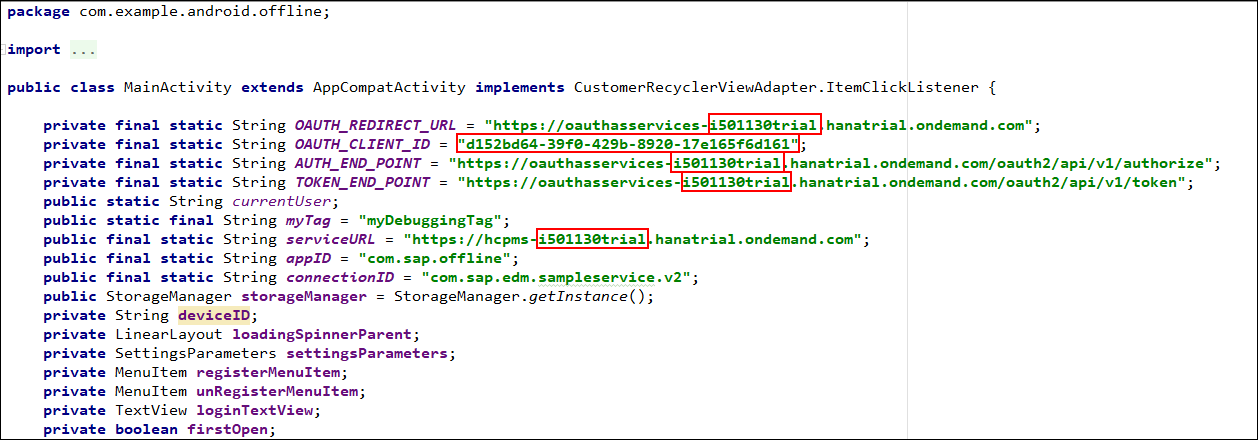 package com.example.android.offline;
import ...
public class MainActivity extends AppCompatActivity implements CustomerRecyclerViewAdapter.ItemClickListener {
private final static String OAUTH_REDIRECT_URL = "https://oauthasservices-i501130trial.hanatrial.ondemand.com";
private final static String OAUTH_CLIENT_ID = "d152bd64-39f0-429b-8920-17e165f6d161";
private final static String AUTH_END_POINT = "https://oauthasservices-i501130trial.hanatrial.ondemand.com/oauth2/api/v1/authorize";
private final static String TOKEN_END_POINT = "https://oauthasservices-i501130trial.hanatrial.ondemand.com/oauth2/api/v1/token";
public static String currentUser;
public static final String myTag = "myDebuggingTag";
public final static String serviceURL = "https://hcpms-i501130trial.hanatrial.ondemand.com";
public final static String appID = "com.sap.offline";
public final static String connectionID = "com.sap.edm.sampleservice.v2";
public StorageManager storageManager = StorageManager.getInstance();
private String deviceID;
private LinearLayout loadingSpinnerParent;
private SettingsParameters settingsParameters;
private MenuItem registerMenuItem;
private MenuItem unRegisterMenuItem;
private TextView loginTextView;
private boolean firstOpen;